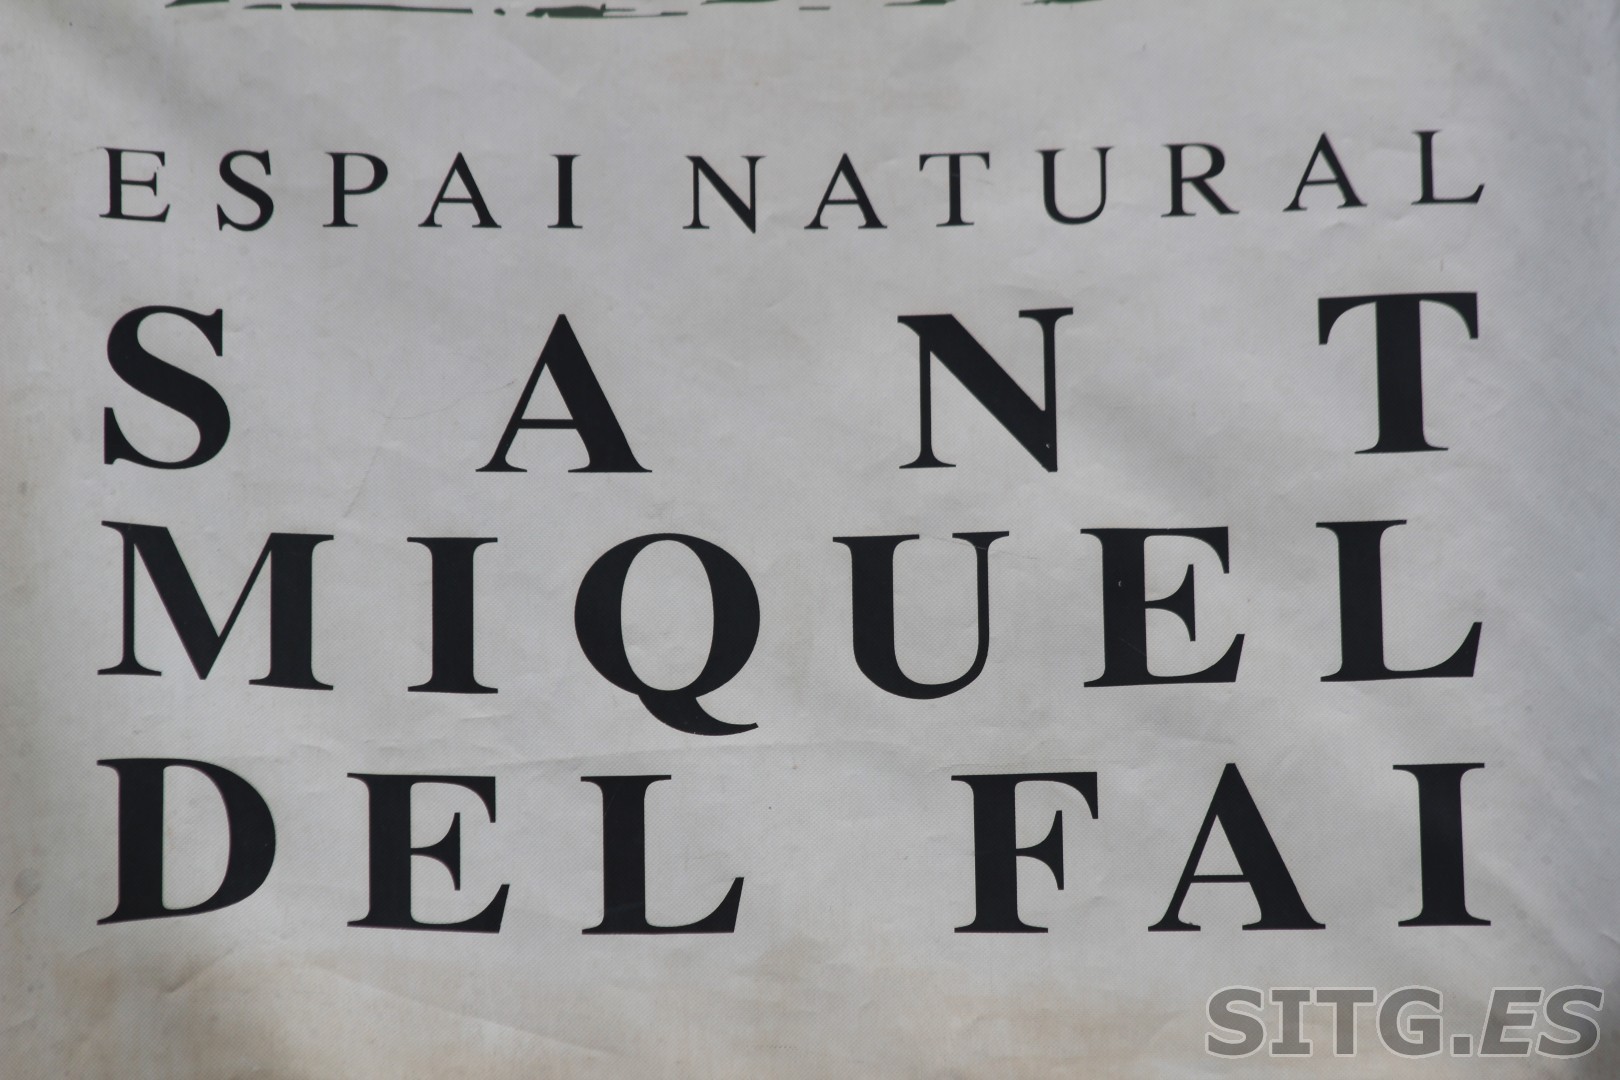 ESPAI NATURAL
SANT
MIQUEL
DEL FAI
SITG.ES